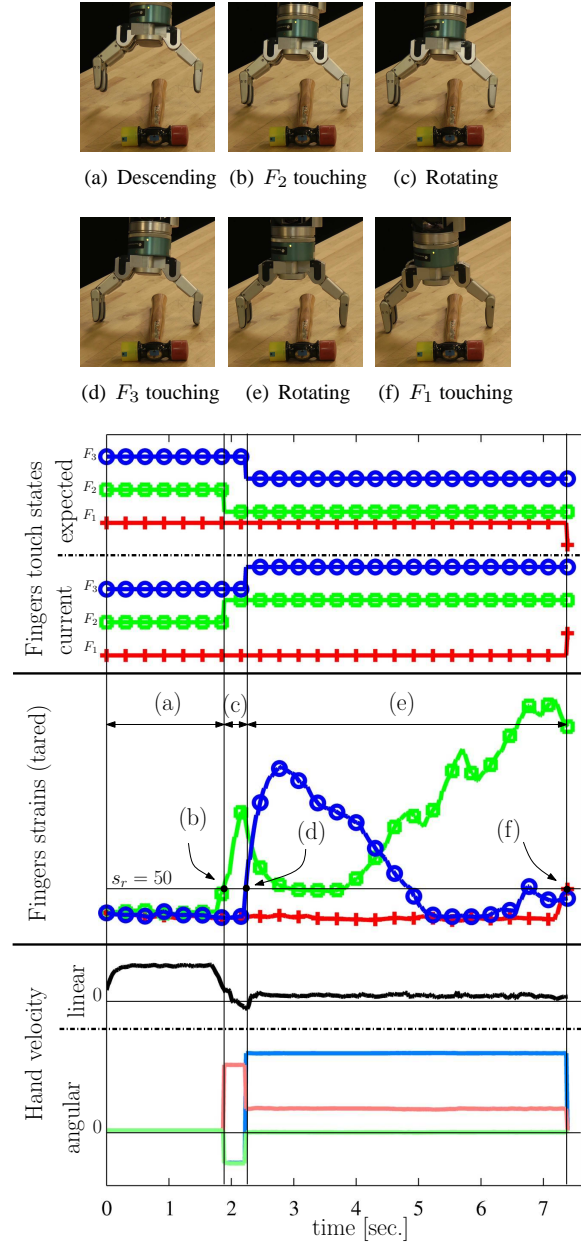 (a) Descending (b) F₂ touching (c) Rotating
(d) F₃ touching (e) Rotating (f) F₁ touching
Fingers touch states
expected
current
F₃
F₂
F₁
F₃
F₂
F₁
Fingers strains (tared)
(a) (c) (e)
(b) (d) (f)
sᵣ = 50
Hand velocity
linear
angular
0
0
0 1 2 3 4 5 6 7
time [sec.]